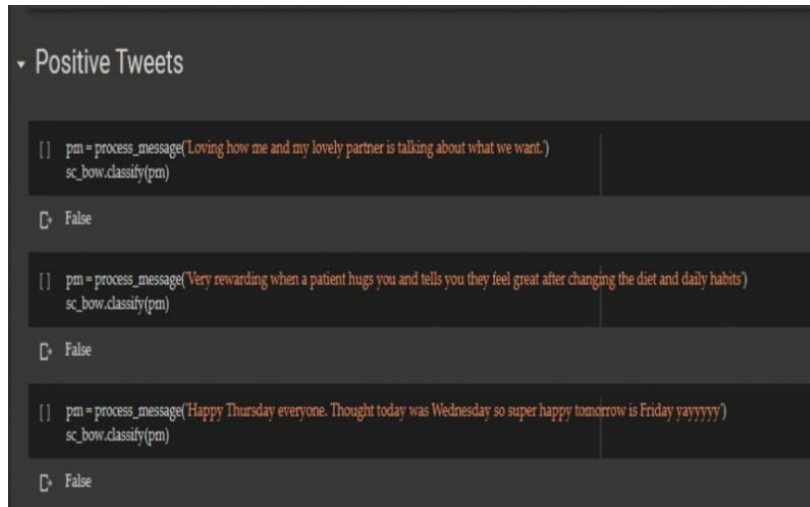 Positive Tweets
[ ] pm = process_message('Loving how me and my lovely partner is talking about what we want.')
sc_bow.classify(pm)
False
[ ] pm = process_message('Very rewarding when a patient hugs you and tells you they feel great after changing the diet and daily habits')
sc_bow.classify(pm)
False
[ ] pm = process_message('Happy Thursday everyone. Thought today was Wednesday so super happy tomorrow is Friday yayyyyy')
sc_bow.classify(pm)
False